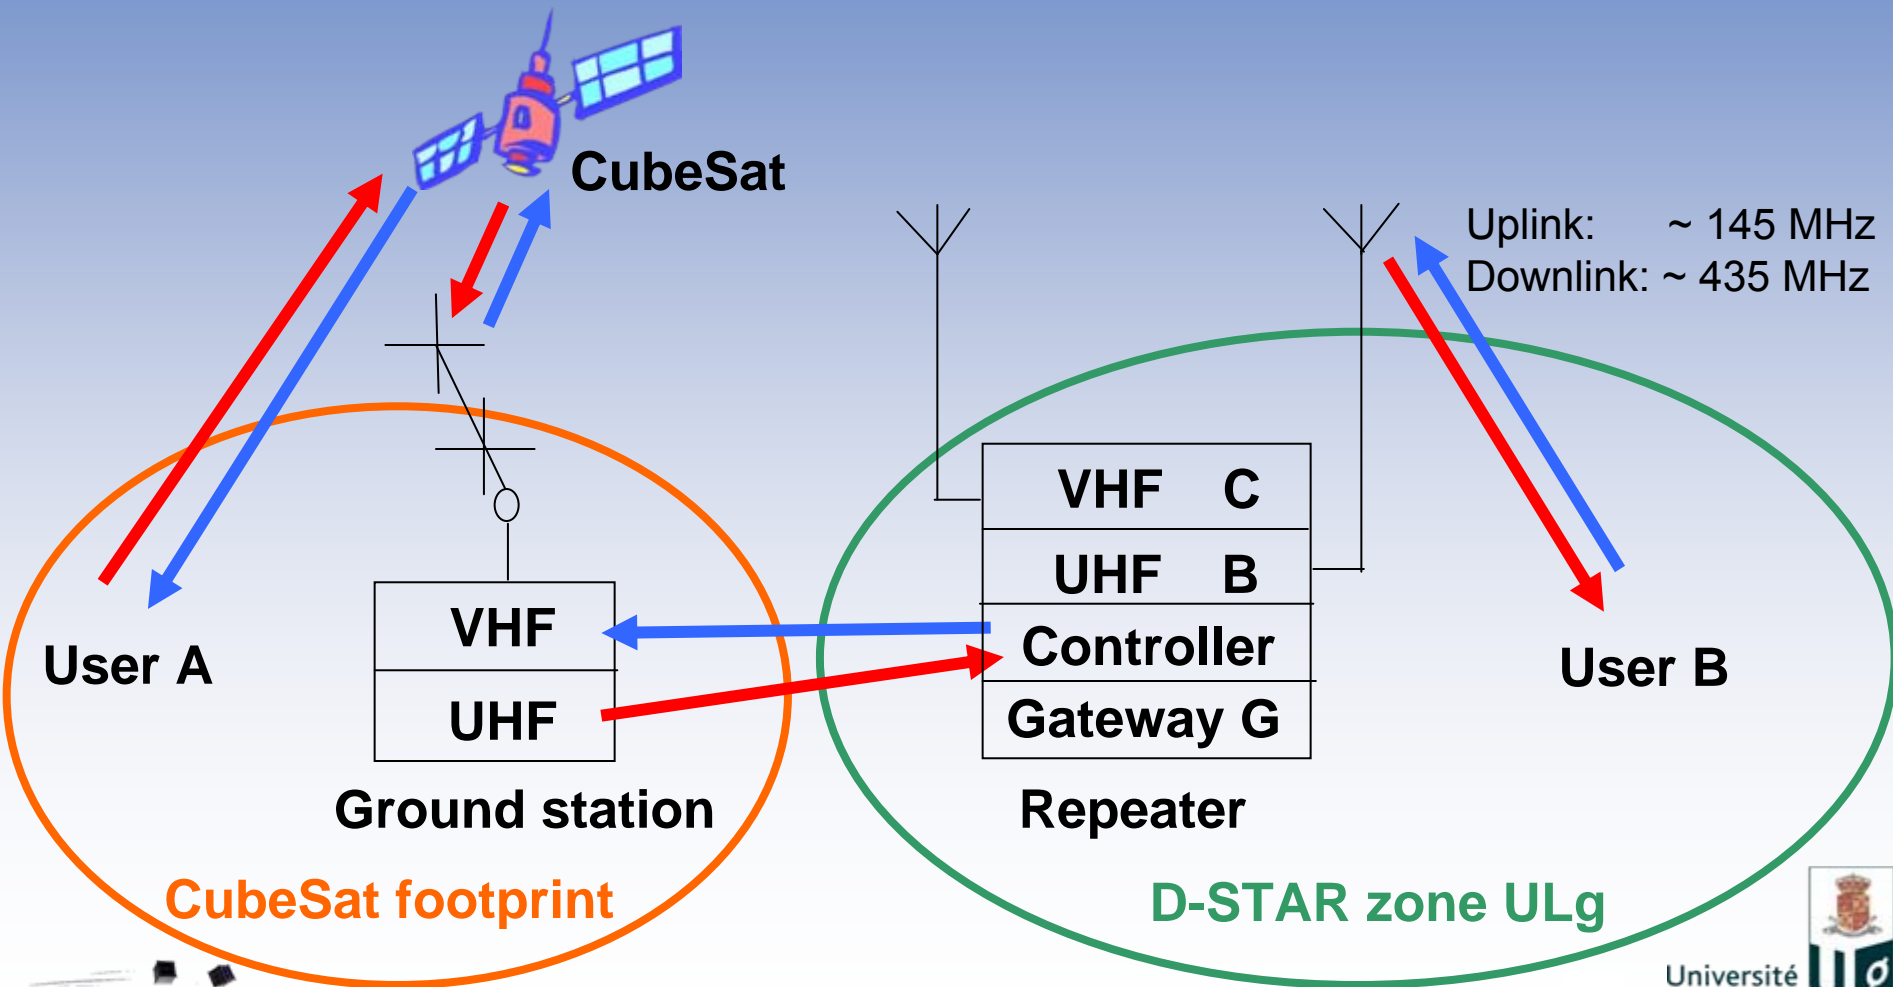 CubeSat
Uplink: ~ 145 MHz
Downlink: ~ 435 MHz
VHF C
UHF B
Controller
Gateway G
Repeater
VHF
UHF
Ground station
User A
User B
CubeSat footprint
D-STAR zone ULg
Université